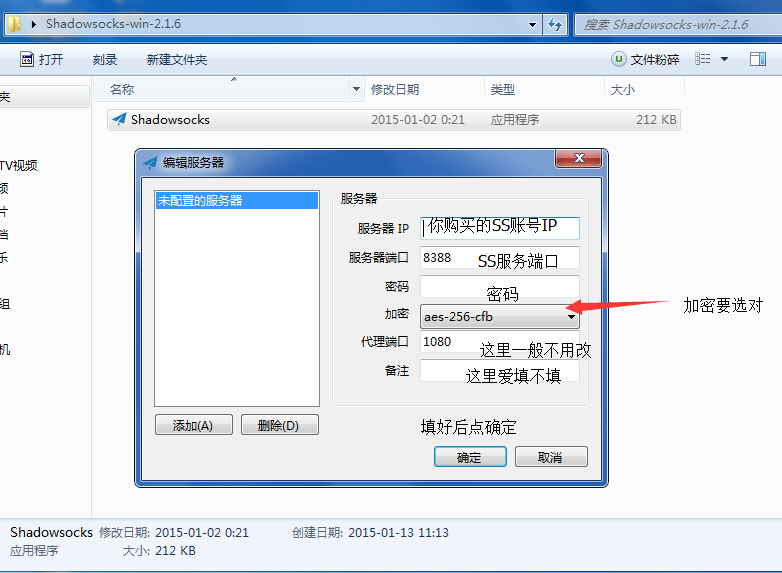 Shadowsocks-win-2.1.6
搜索 Shadowsocks-win-2.1.6
打开 刻录 新建文件夹 文件粉碎
夹 名称 修改日期 类型 大小
Shadowsocks 2015-01-02 0:21 应用程序 212 KB
编辑服务器
TV视频
频
片
档
乐
组
机
未配置的服务器
服务器
服务器 IP 你购买的SS账号IP
服务器端口 8388 SS服务端口
密码 密码
加密 aes-256-cfb 加密要选对
代理端口 1080 这里一般不用改
备注 这里爱填不填
添加(A) 删除(D) 填好后点确定
确定 取消
Shadowsocks 修改日期: 2015-01-02 0:21 创建日期: 2015-01-13 11:13
应用程序 大小: 212 KB